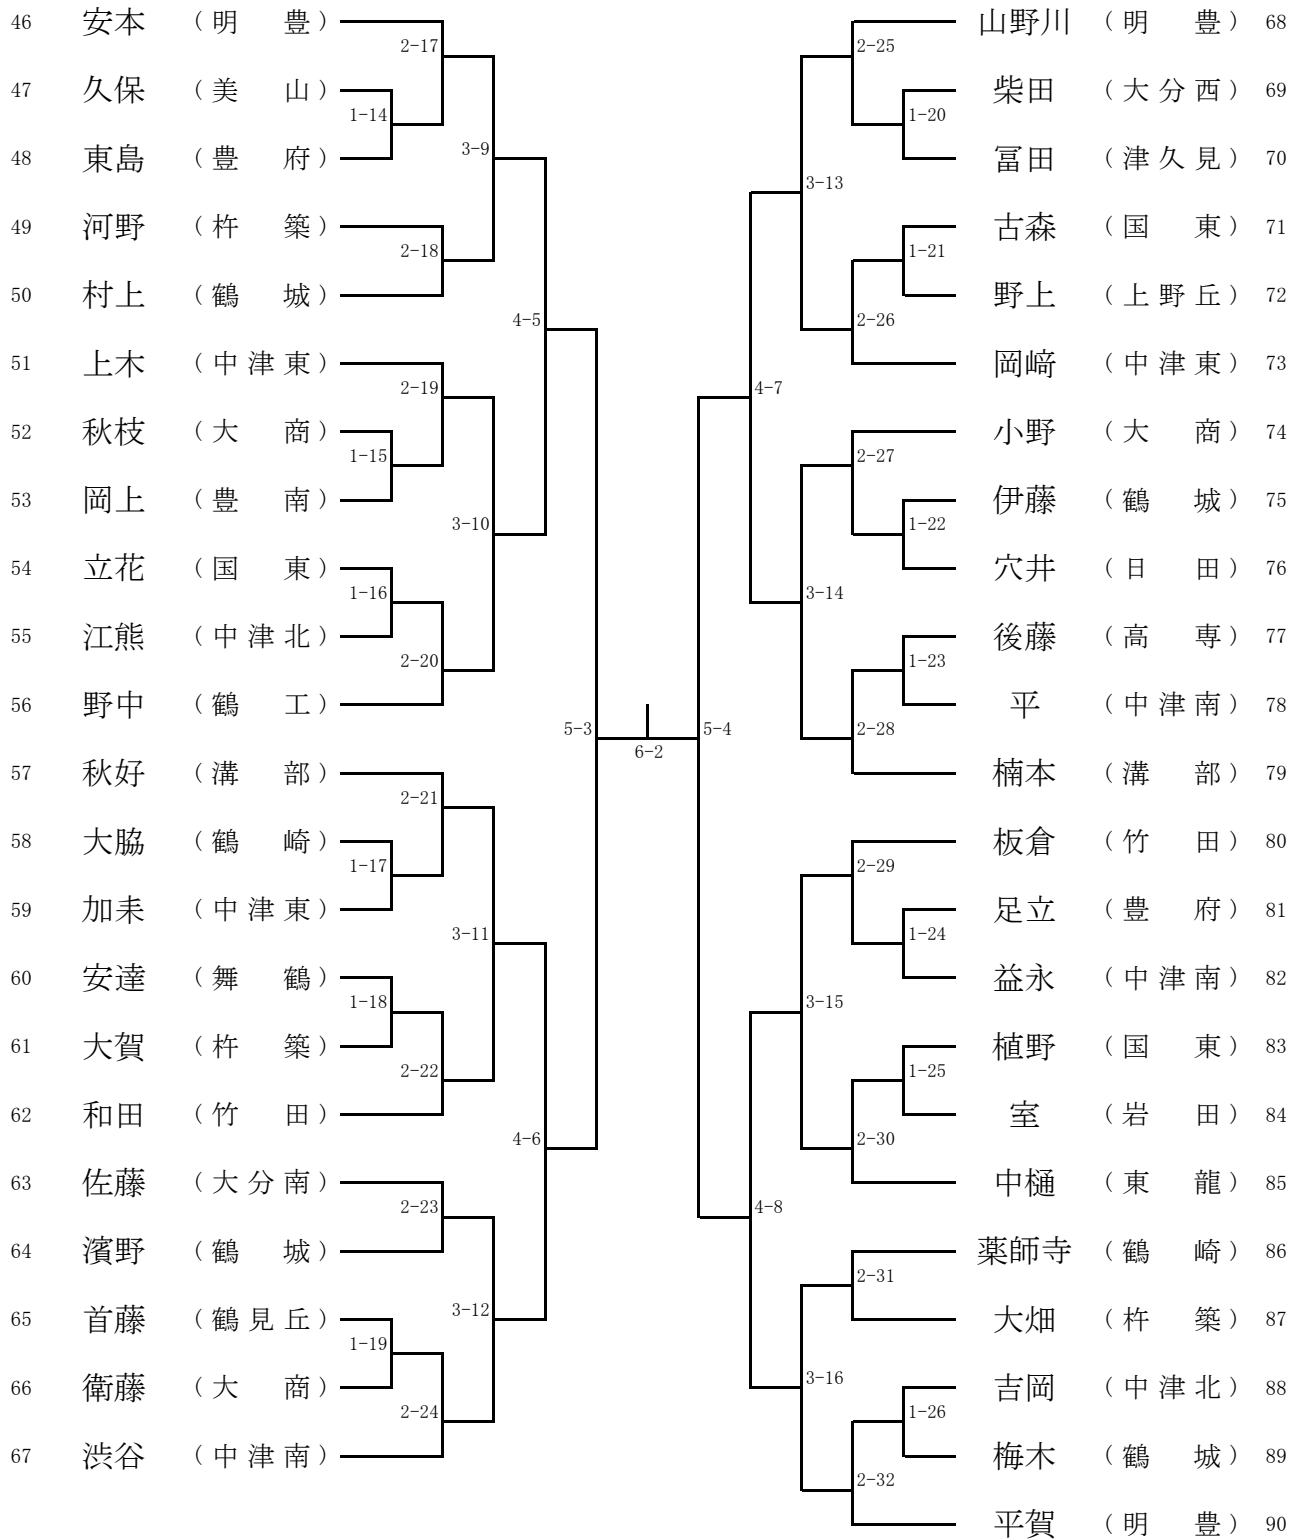 46 安本 （明　豊）
2-17
47 久保 （美　山）
1-14
48 東島 （豊　府）
3-9
49 河野 （杵　築）
2-18
50 村上 （鶴　城）
4-5
51 上木 （中津東）
2-19
52 秋枝 （大　商）
1-15
53 岡上 （豊　南）
3-10
54 立花 （国　東）
1-16
55 江熊 （中津北）
2-20
56 野中 （鶴　工）
5-3
57 秋好 （溝　部）
2-21
58 大脇 （鶴　崎）
1-17
59 加耒 （中津東）
3-11
60 安達 （舞　鶴）
1-18
61 大賀 （杵　築）
2-22
62 和田 （竹　田）
4-6
63 佐藤 （大分南）
2-23
64 濱野 （鶴　城）
3-12
65 首藤 （鶴見丘）
1-19
66 衛藤 （大　商）
2-24
67 渋谷 （中津南）
6-2
山野川 （明　豊） 68
2-25
柴田 （大分西） 69
1-20
冨田 （津久見） 70
3-13
古森 （国　東） 71
1-21
野上 （上野丘） 72
2-26
岡﨑 （中津東） 73
4-7
小野 （大　商） 74
2-27
伊藤 （鶴　城） 75
1-22
穴井 （日　田） 76
3-14
後藤 （高　専） 77
1-23
平 （中津南） 78
2-28
5-4
楠本 （溝　部） 79
板倉 （竹　田） 80
2-29
足立 （豊　府） 81
1-24
益永 （中津南） 82
3-15
植野 （国　東） 83
1-25
室 （岩　田） 84
2-30
中樋 （東　龍） 85
4-8
薬師寺 （鶴　崎） 86
2-31
大畑 （杵　築） 87
3-16
吉岡 （中津北） 88
1-26
梅木 （鶴　城） 89
2-32
平賀 （明　豊） 90